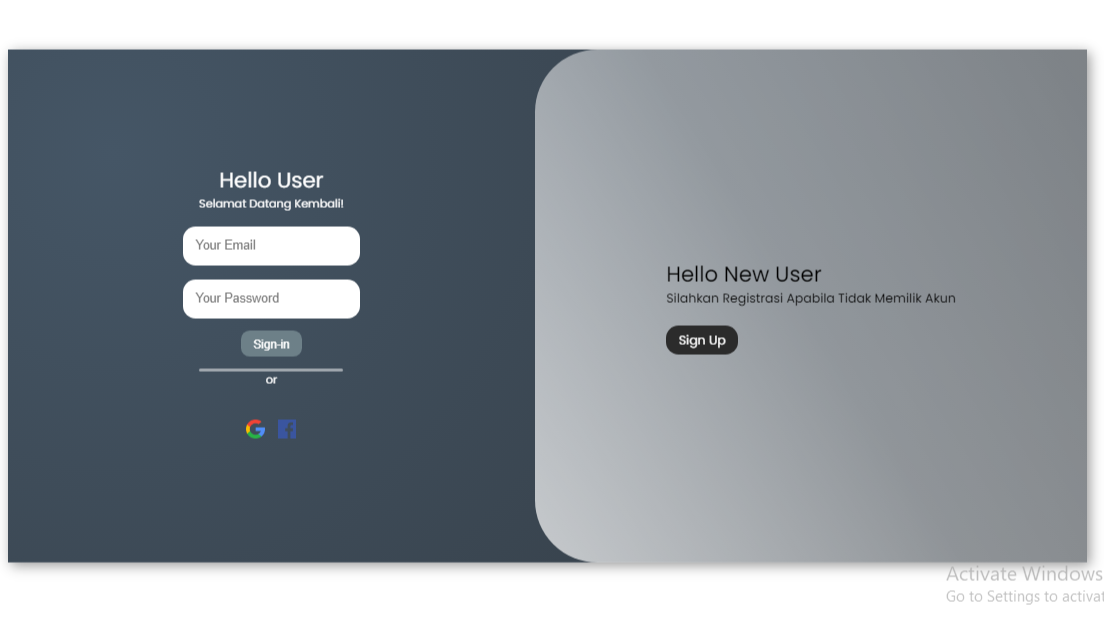 Hello User
Selamat Datang Kembali!
Your Email
Your Password
Sign-in
or
Hello New User
Silahkan Registrasi Apabila Tidak Memilik Akun
Sign Up
Activate Windows
Go to Settings to activat